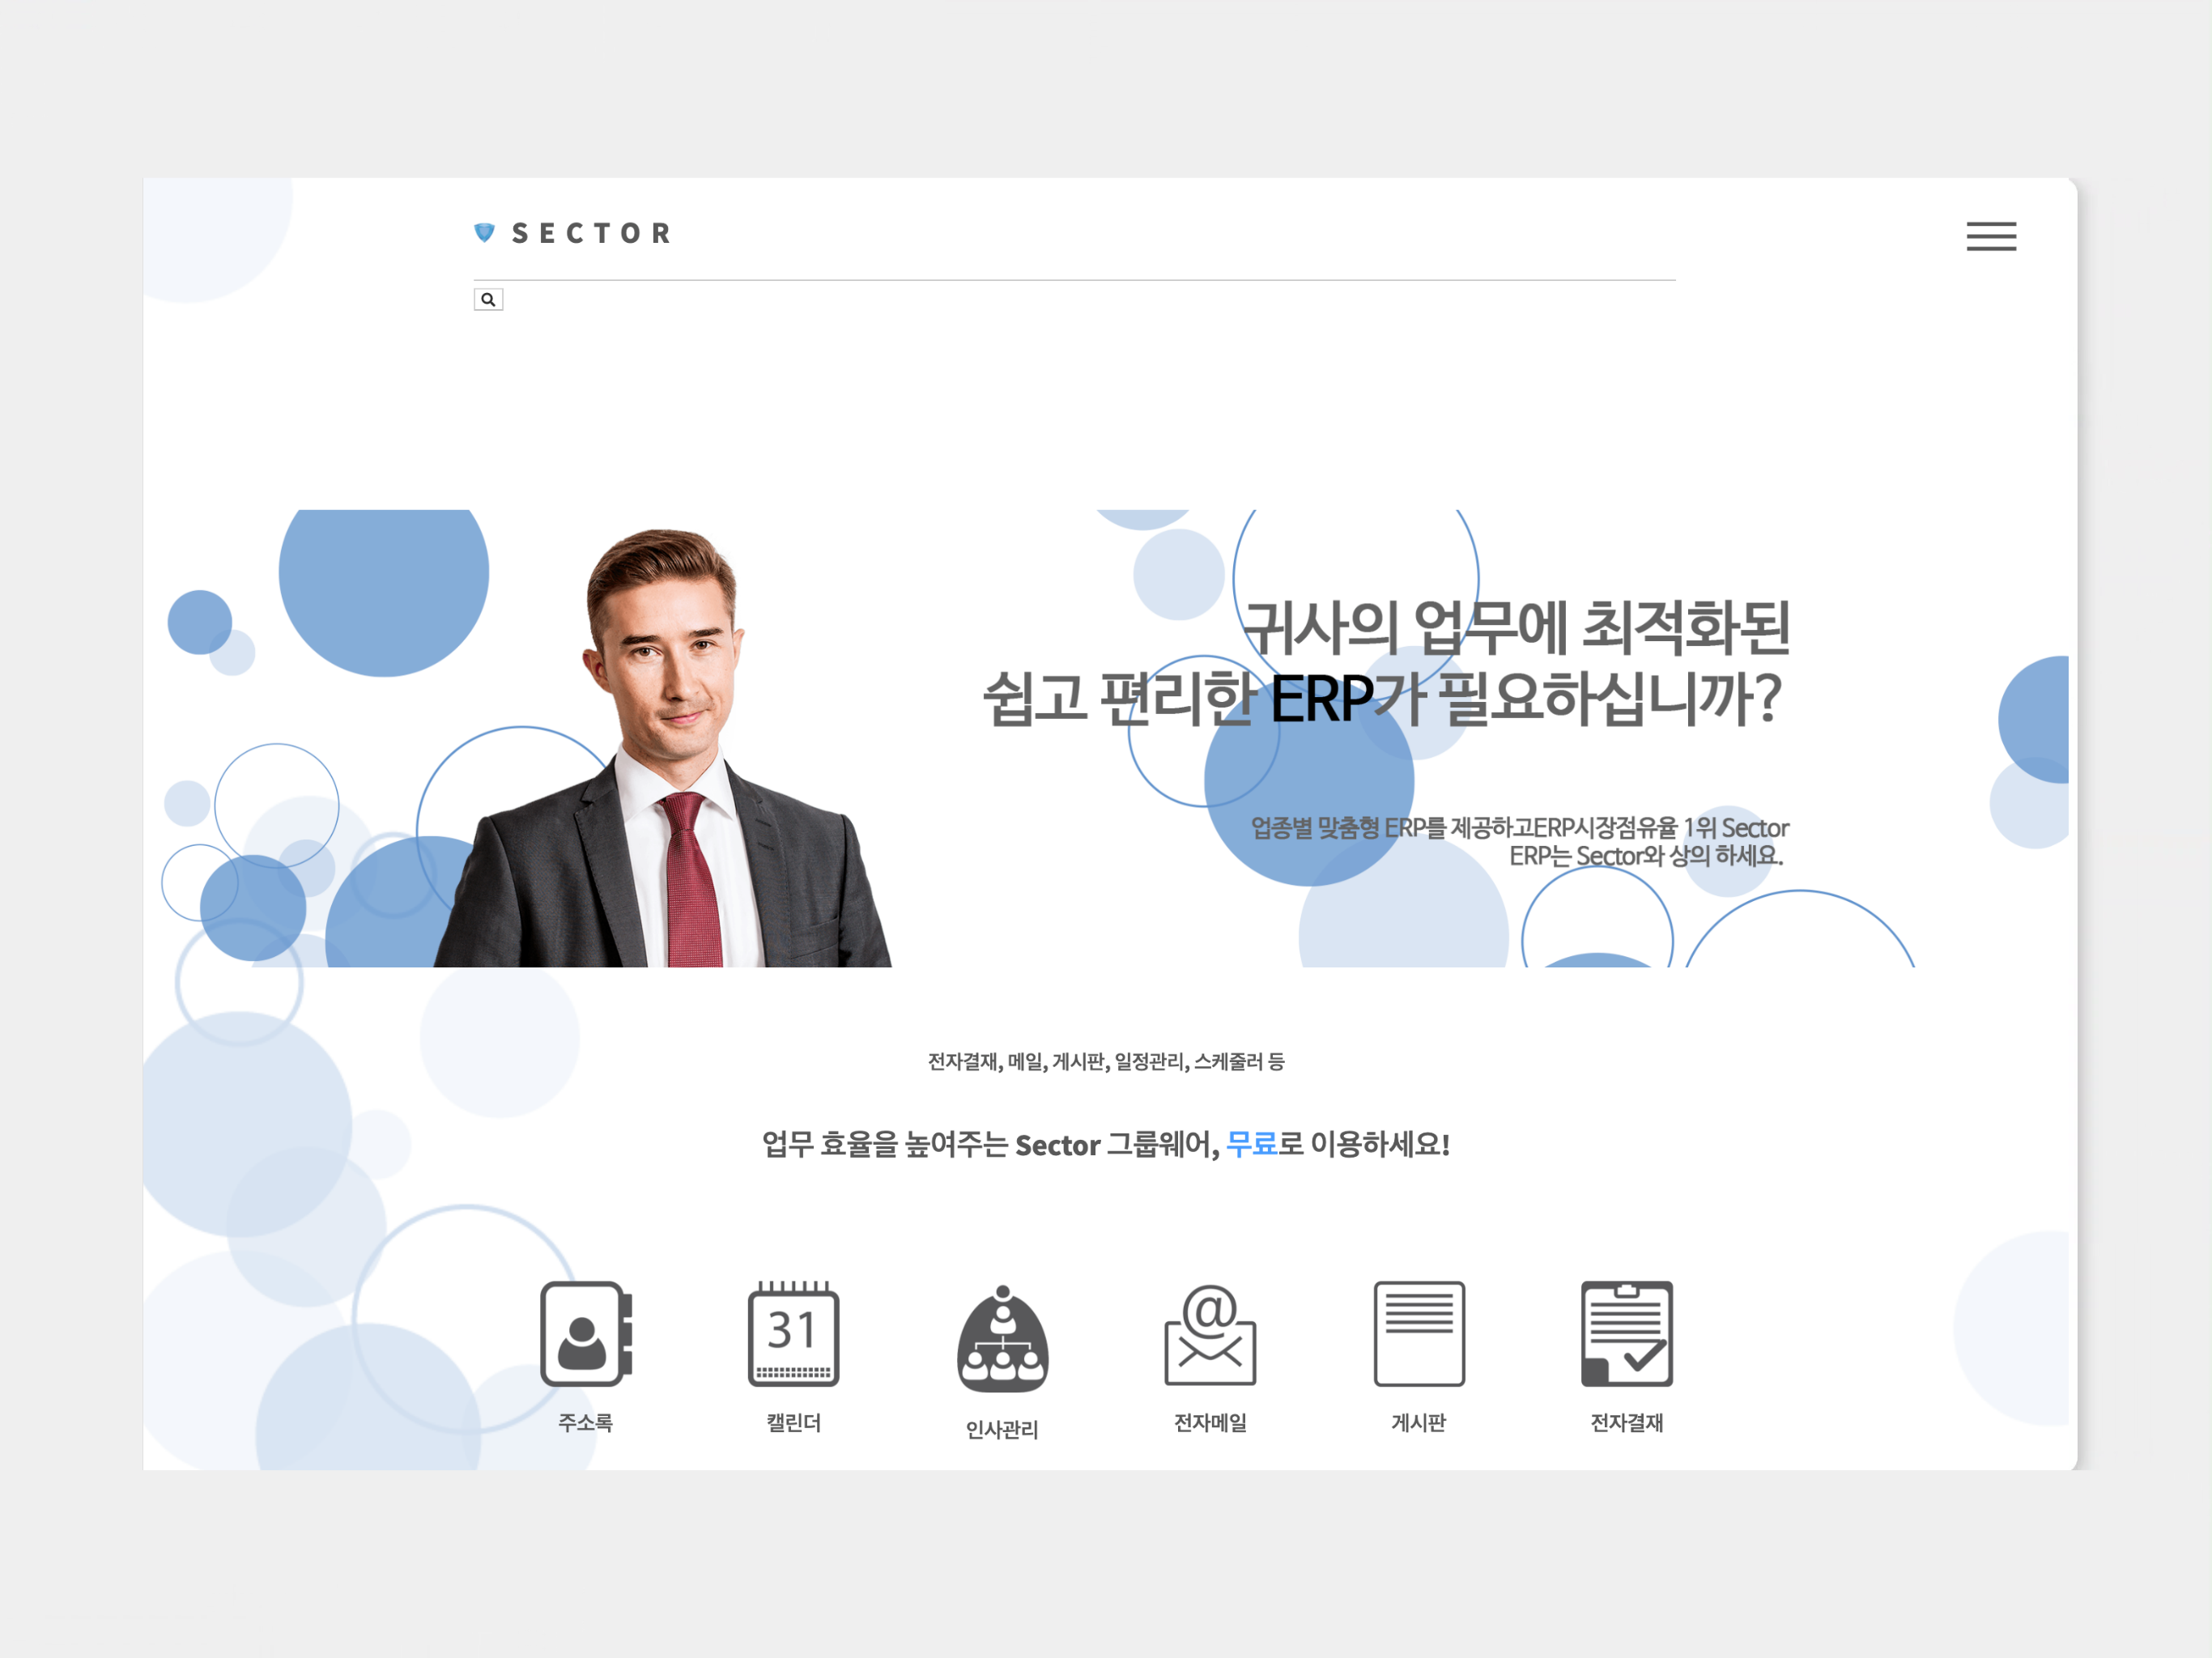 SECTOR
귀사의 업무에 최적화된
쉽고 편리한 ERP가 필요하십니까?
업종별 맞춤형 ERP를 제공하고ERP시장점유율 1위 Sector
ERP는 Sector와 상의 하세요.
전자결재, 메일, 게시판, 일정관리, 스케줄러 등
업무 효율을 높여주는 Sector 그룹웨어, 무료로 이용하세요!
31
@
주소록
캘린더
인사관리
전자메일
게시판
전자결재